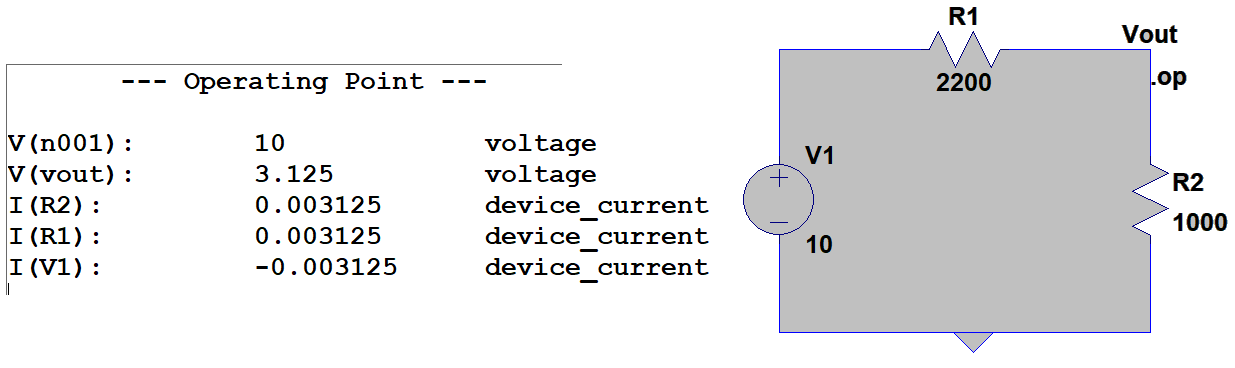 --- Operating Point ---
V(n001): 10 voltage
V(vout): 3.125 voltage
I(R2): 0.003125 device_current
I(R1): 0.003125 device_current
I(V1): -0.003125 device_current
R1
2200
Vout
.op
V1
10
R2
1000